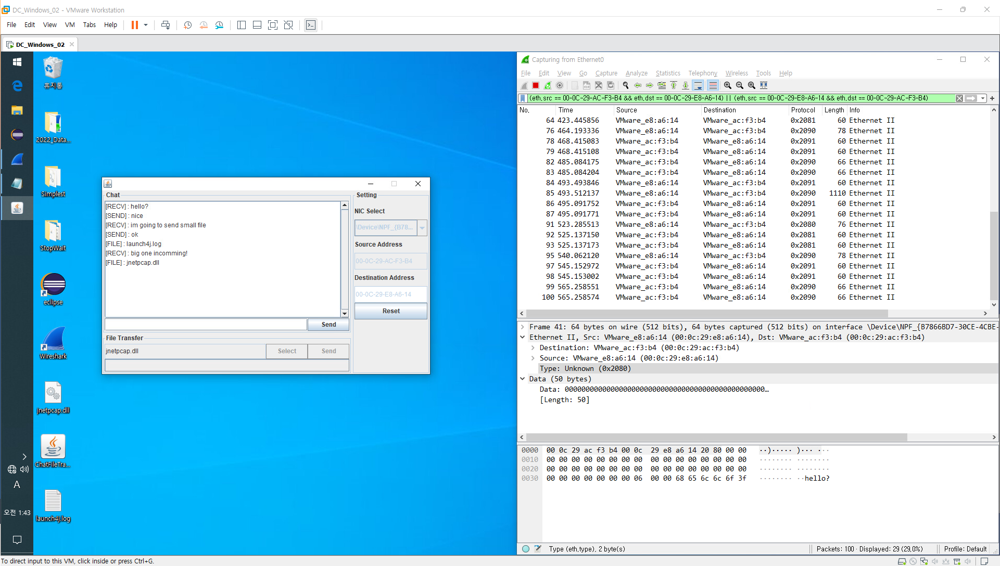 DC_Windows_02 - VMware Workstation
File Edit View VM Tabs Help
DC_Windows_02
휴지통
2022_Data...
Simplest
StopWait
eclipse
Wireshark
jnetpcap.dll
ChatFileTra...
launch4j.log
A
오전 1:43
Chat
[RECV] : hello?
[SEND] : nice
[RECV] : im going to send small file
[SEND] : ok
[FILE] : launch4j.log
[RECV] : big one incomming!
[FILE] : jnetpcap.dll
Send
File Transfer
jnetpcap.dll Select Send
Setting
NIC Select
\Device\NPF_{B78...
Source Address
00-0C-29-AC-F3-B4
Destination Address
00-0C-29-E8-A6-14
Reset
Capturing from Ethernet0
File Edit View Go Capture Analyze Statistics Telephony Wireless Tools Help
(eth.src == 00-0C-29-AC-F3-B4 && eth.dst == 00-0C-29-E8-A6-14) || (eth.src == 00-0C-29-E8-A6-14 && eth.dst == 00-0C-29-AC-F3-B4)
No. Time Source Destination Protocol Length Info
64 423.445856 VMware_e8:a6:14 VMware_ac:f3:b4 0x2081 60 Ethernet II
76 464.193336 VMware_e8:a6:14 VMware_ac:f3:b4 0x2090 78 Ethernet II
78 468.415083 VMware_ac:f3:b4 VMware_e8:a6:14 0x2091 60 Ethernet II
79 468.415108 VMware_ac:f3:b4 VMware_e8:a6:14 0x2091 60 Ethernet II
82 485.084175 VMware_ac:f3:b4 VMware_e8:a6:14 0x2090 66 Ethernet II
83 485.084204 VMware_ac:f3:b4 VMware_e8:a6:14 0x2090 66 Ethernet II
84 493.493846 VMware_e8:a6:14 VMware_ac:f3:b4 0x2091 60 Ethernet II
85 493.512137 VMware_e8:a6:14 VMware_ac:f3:b4 0x2090 1110 Ethernet II
86 495.091752 VMware_ac:f3:b4 VMware_e8:a6:14 0x2091 60 Ethernet II
87 495.091771 VMware_ac:f3:b4 VMware_e8:a6:14 0x2091 60 Ethernet II
91 523.285513 VMware_e8:a6:14 VMware_ac:f3:b4 0x2080 76 Ethernet II
92 525.137150 VMware_ac:f3:b4 VMware_e8:a6:14 0x2081 60 Ethernet II
93 525.137173 VMware_ac:f3:b4 VMware_e8:a6:14 0x2081 60 Ethernet II
95 540.062120 VMware_e8:a6:14 VMware_ac:f3:b4 0x2090 78 Ethernet II
97 545.152972 VMware_ac:f3:b4 VMware_e8:a6:14 0x2091 60 Ethernet II
98 545.153002 VMware_ac:f3:b4 VMware_e8:a6:14 0x2091 60 Ethernet II
99 565.258551 VMware_ac:f3:b4 VMware_e8:a6:14 0x2090 66 Ethernet II
100 565.258574 VMware_ac:f3:b4 VMware_e8:a6:14 0x2090 66 Ethernet II
Frame 41: 64 bytes on wire (512 bits), 64 bytes captured (512 bits) on interface \Device\NPF_{B7866BD7-30CE-4CBE-
Ethernet II, Src: VMware_e8:a6:14 (00:0c:29:e8:a6:14), Dst: VMware_ac:f3:b4 (00:0c:29:ac:f3:b4)
Destination: VMware_ac:f3:b4 (00:0c:29:ac:f3:b4)
Source: VMware_e8:a6:14 (00:0c:29:e8:a6:14)
Type: Unknown (0x2080)
Data (50 bytes)
Data: 000000000000000000000000000000000000000000000000…
[Length: 50]
0000 00 0c 29 ac f3 b4 00 0c 29 e8 a6 14 20 80 00 00 ··)····· )··· ···
0010 00 00 00 00 00 00 00 00 00 00 00 00 00 00 00 00 ········ ········
0020 00 00 00 00 00 00 00 00 00 00 00 00 00 00 00 00 ········ ········
0030 00 00 00 00 00 00 00 06 00 00 68 65 6c 6c 6f 3f ········ ··hello?
Type (eth.type), 2 byte(s) Packets: 100 · Displayed: 29 (29.0%) Profile: Default
To direct input to this VM, click inside or press Ctrl+G.